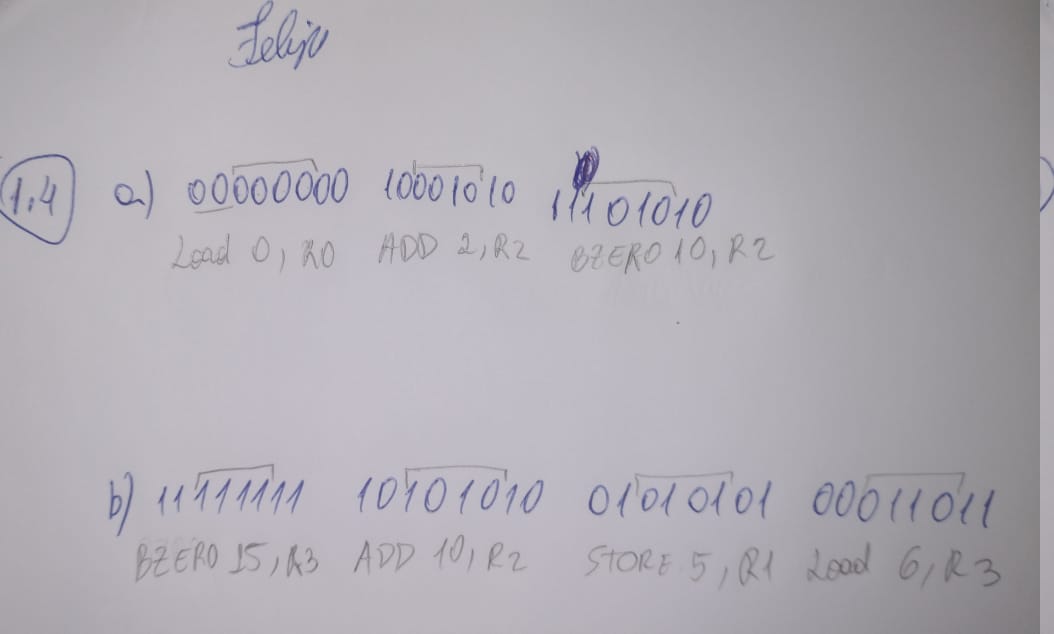 1.4 a) 00000000 10001010 11101010
Load 0, R0 ADD 2, R2 BZERO 10, R2
b) 11111111 10101010 01010101 00011011
BZERO 15, R3 ADD 10, R2 STORE 5, R1 Load 6, R3